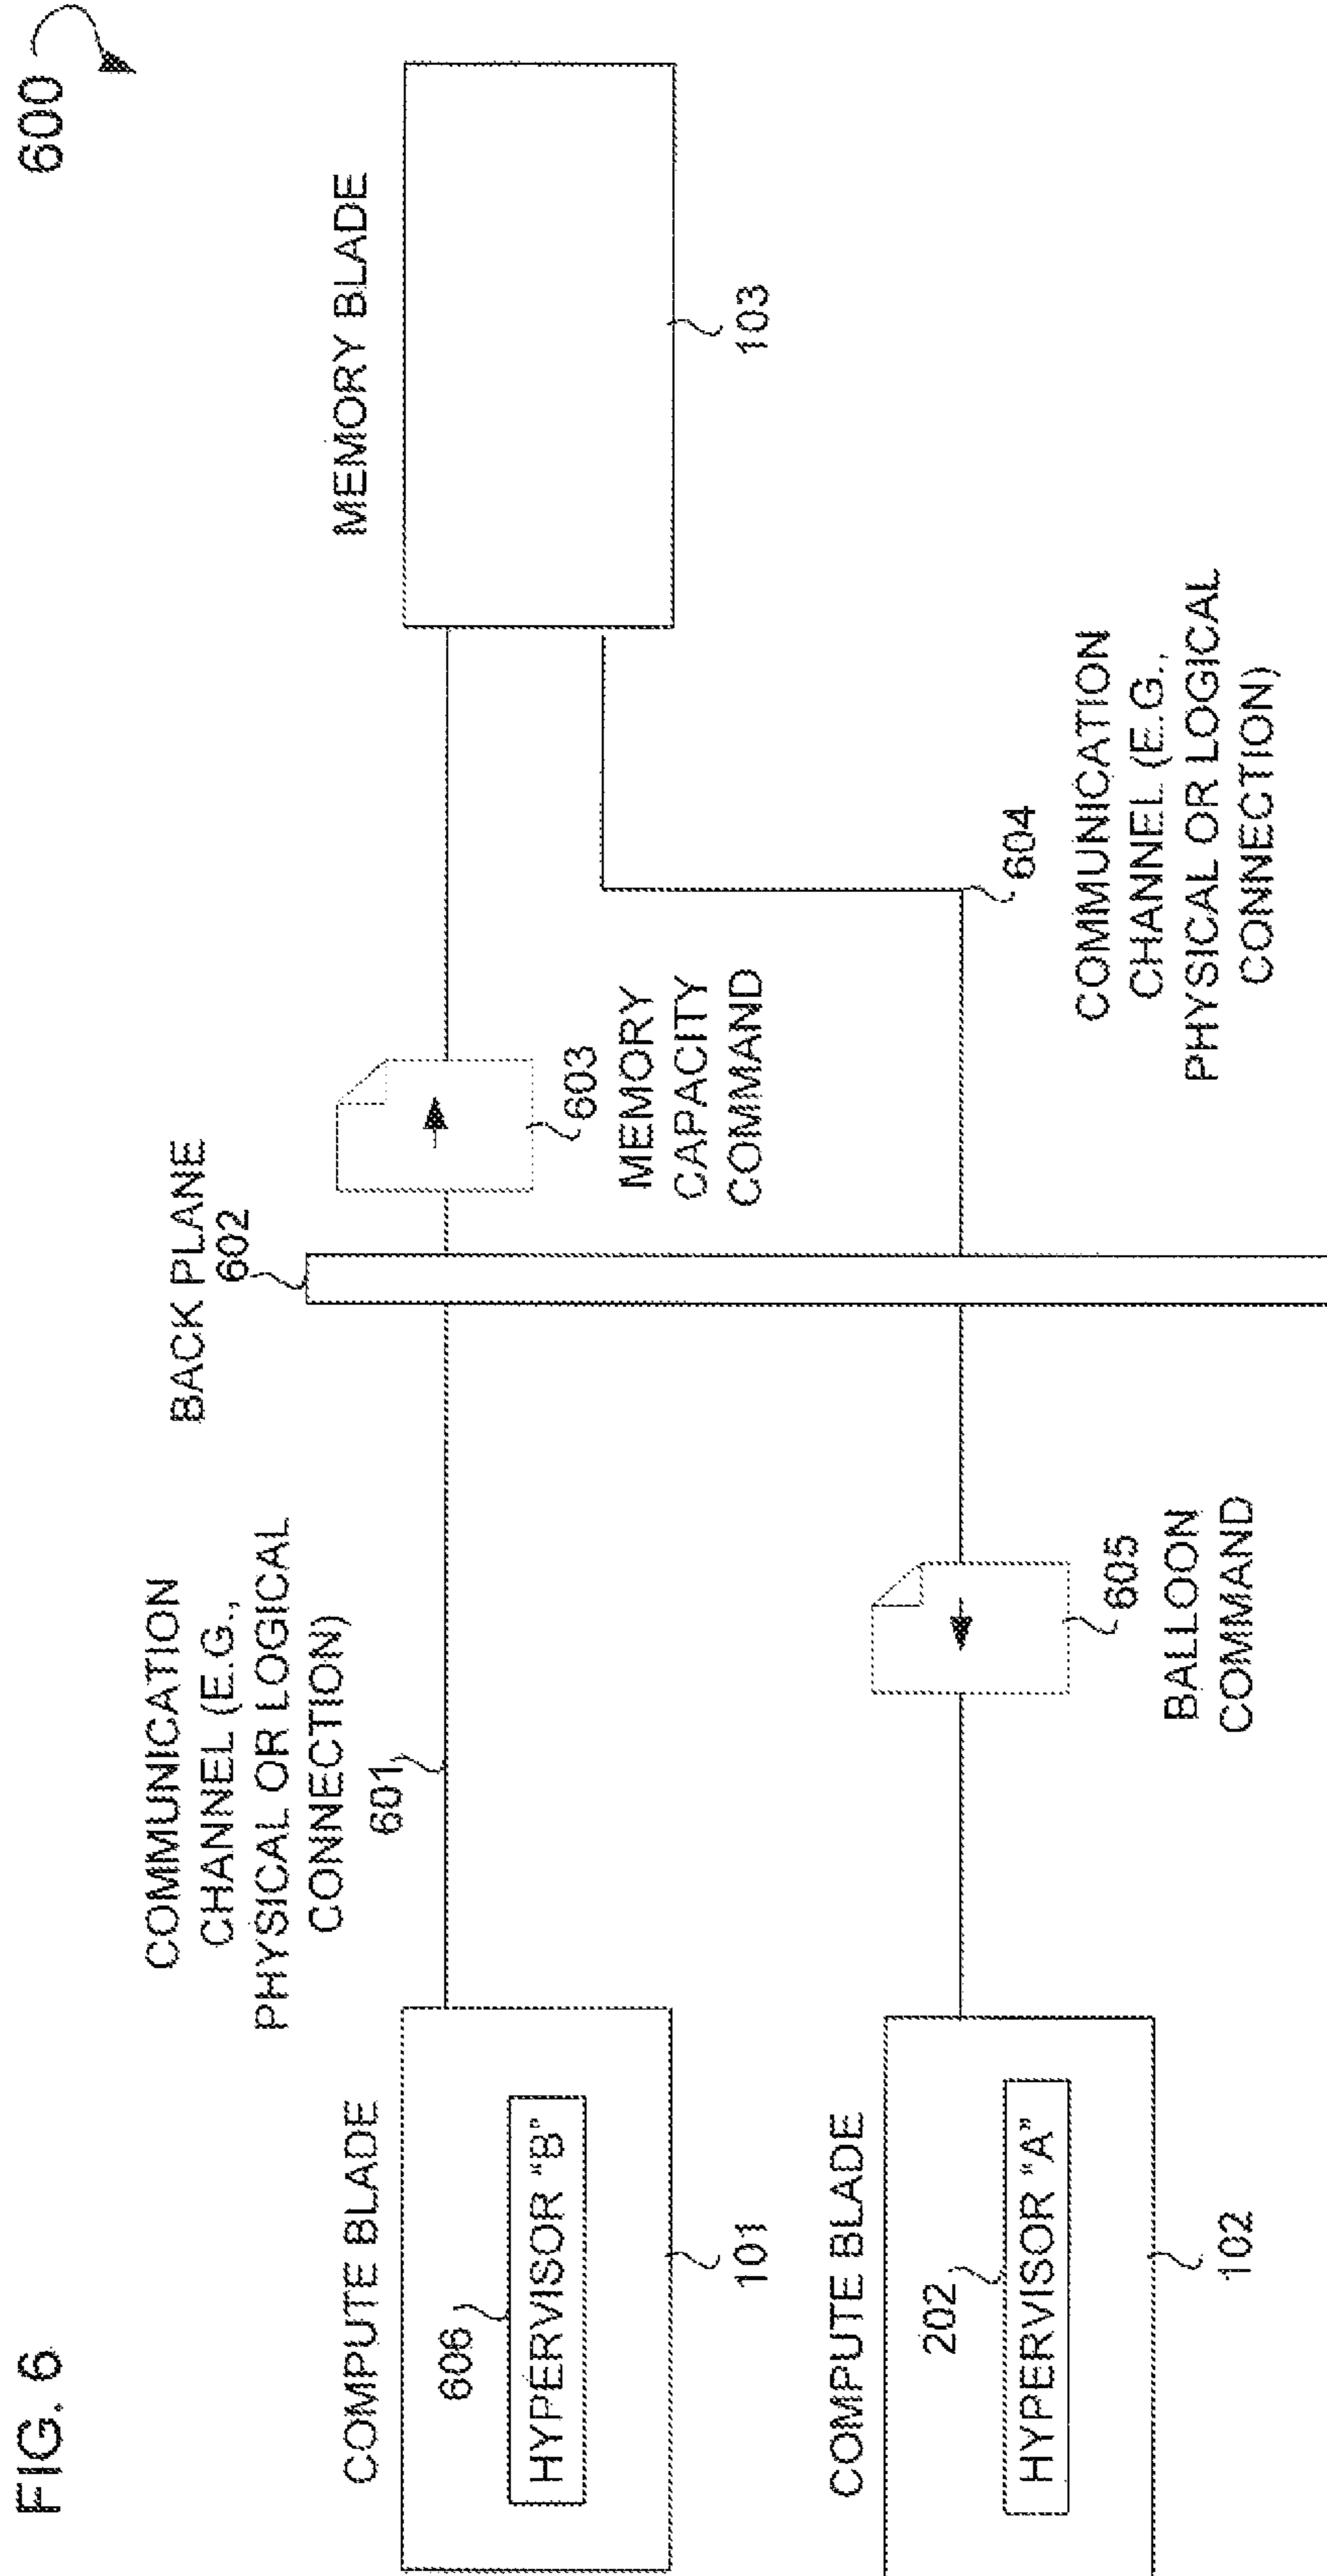 FIG. 6
600
COMMUNICATION
CHANNEL (E.G.,
PHYSICAL OR LOGICAL
CONNECTION)
601
BACK PLANE
602
COMPUTE BLADE
606
HYPERVISOR "B"
101
603
MEMORY
CAPACITY
COMMAND
MEMORY BLADE
103
COMPUTE BLADE
202
HYPERVISOR "A"
102
605
BALLOON
COMMAND
604
COMMUNICATION
CHANNEL (E.G.,
PHYSICAL OR LOGICAL
CONNECTION)